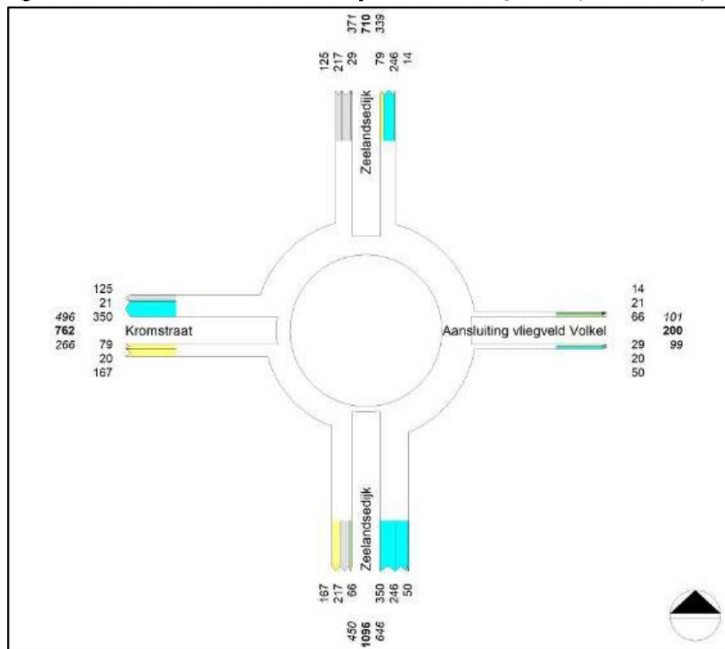 371 710 339
125 217 29 79 246 14
Zeelandsedijk
125
21
496 350
762 Kromstraat
266 79
20
167
14
21
66 101
Aansluiting vliegveld Volkel 200
29 99
20
50
Zeelandsedijk
167 217 66 350 246 50
450 1096 646